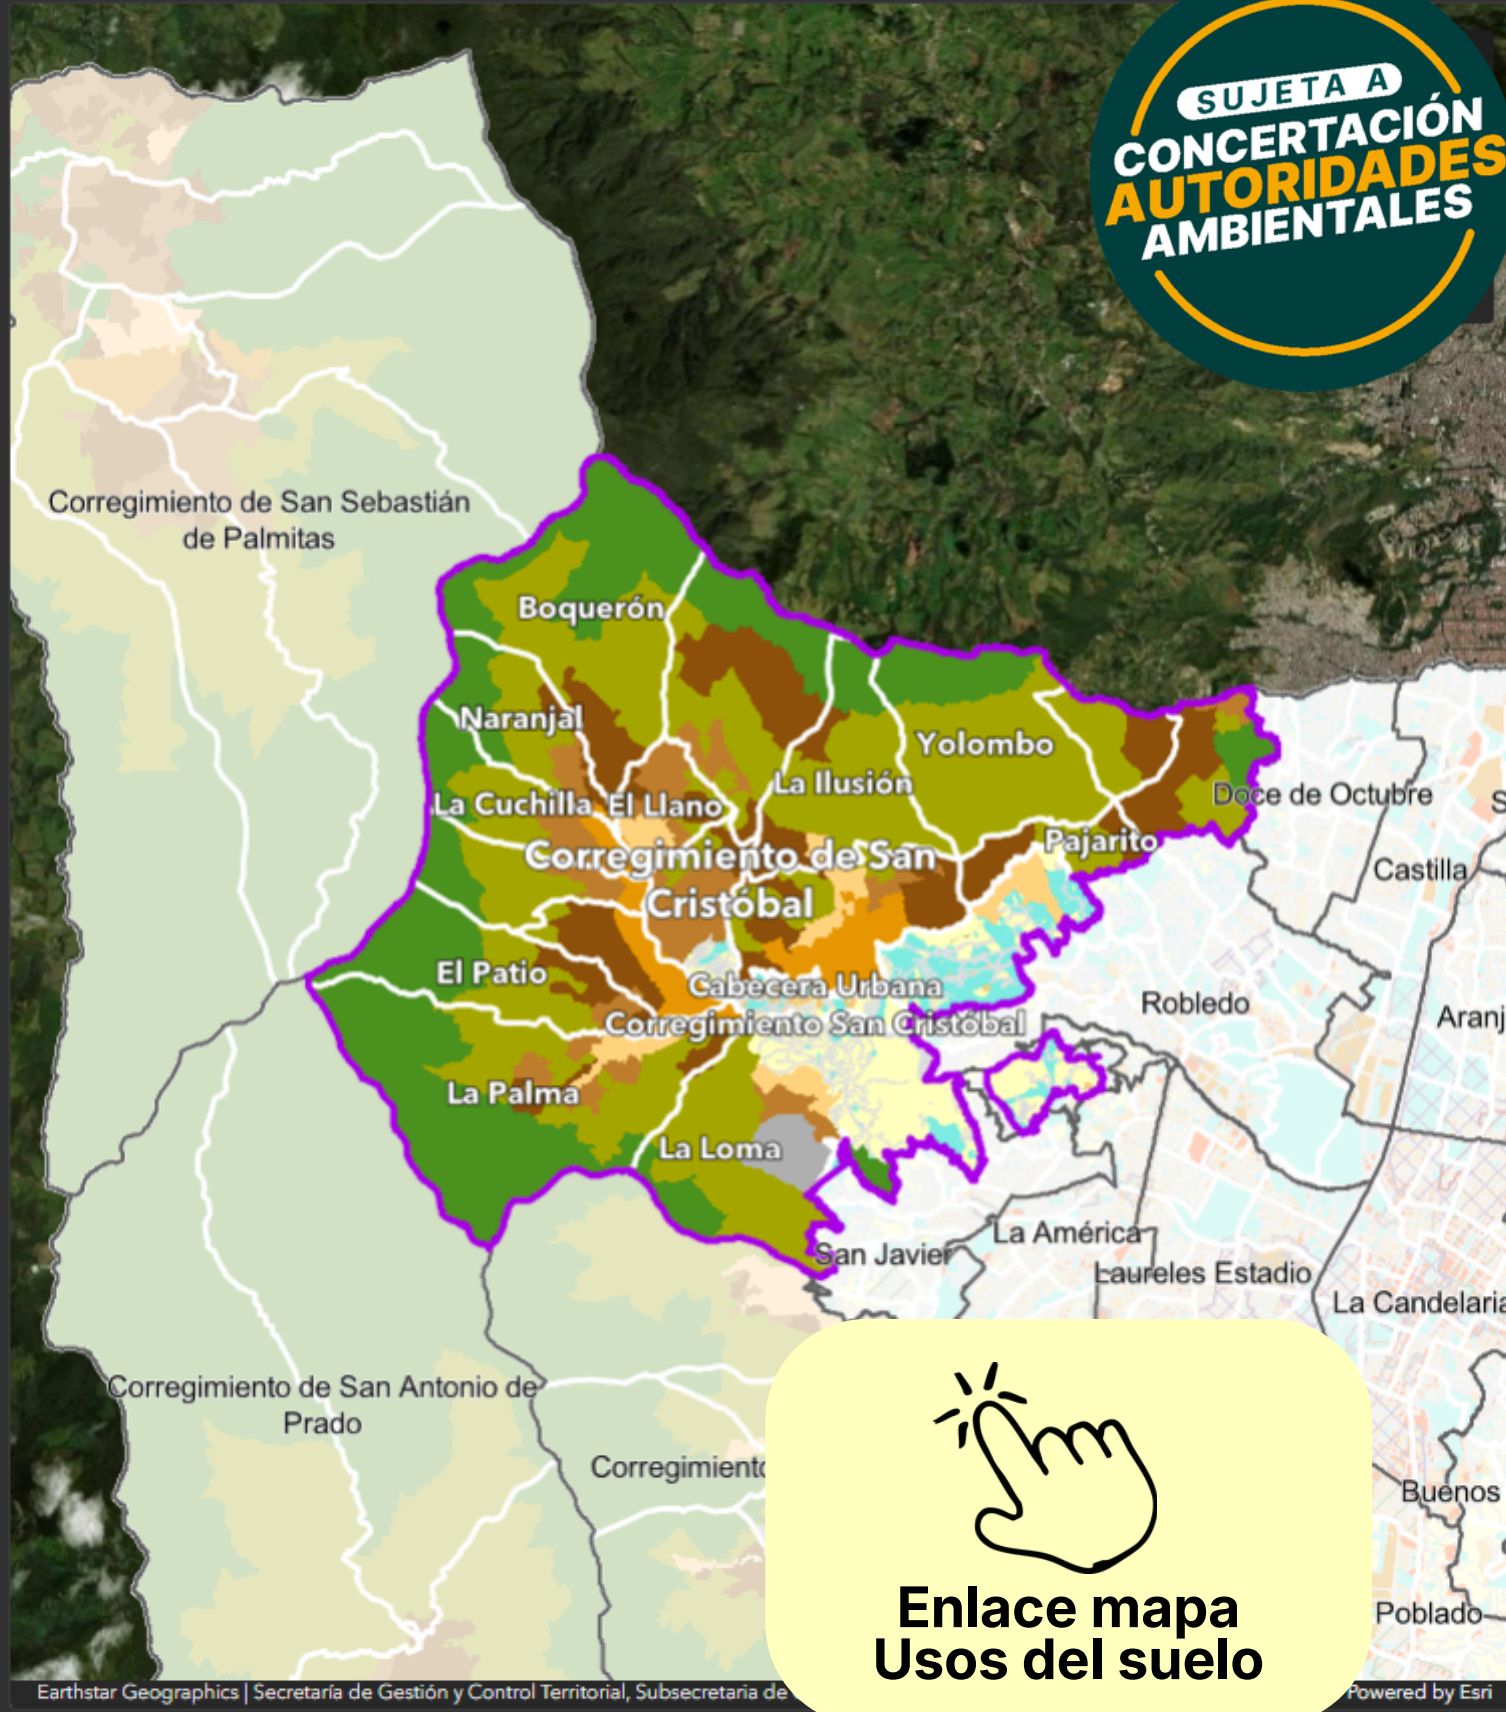 SUJETA A
CONCERTACIÓN
AUTORIDADES
AMBIENTALES
Corregimiento de San Sebastián
de Palmitas
Boquerón
Naranjal
Yolombo
La Ilusión
La Cuchilla
El Llano
Doce de Octubre
Pajarito
Corregimiento de San
Cristóbal
Castilla
El Patio
Cabecera Urbana
Corregimiento San Cristóbal
Robledo
La Palma
La Loma
San Javier
La América
Laureles Estadio
La Candelaria
Corregimiento de San Antonio de
Prado
Corregimiento
Buenos
Poblado
Enlace mapa
Usos del suelo
Earthstar Geographics | Secretaría de Gestión y Control Territorial, Subsecretaria de
Powered by Esri